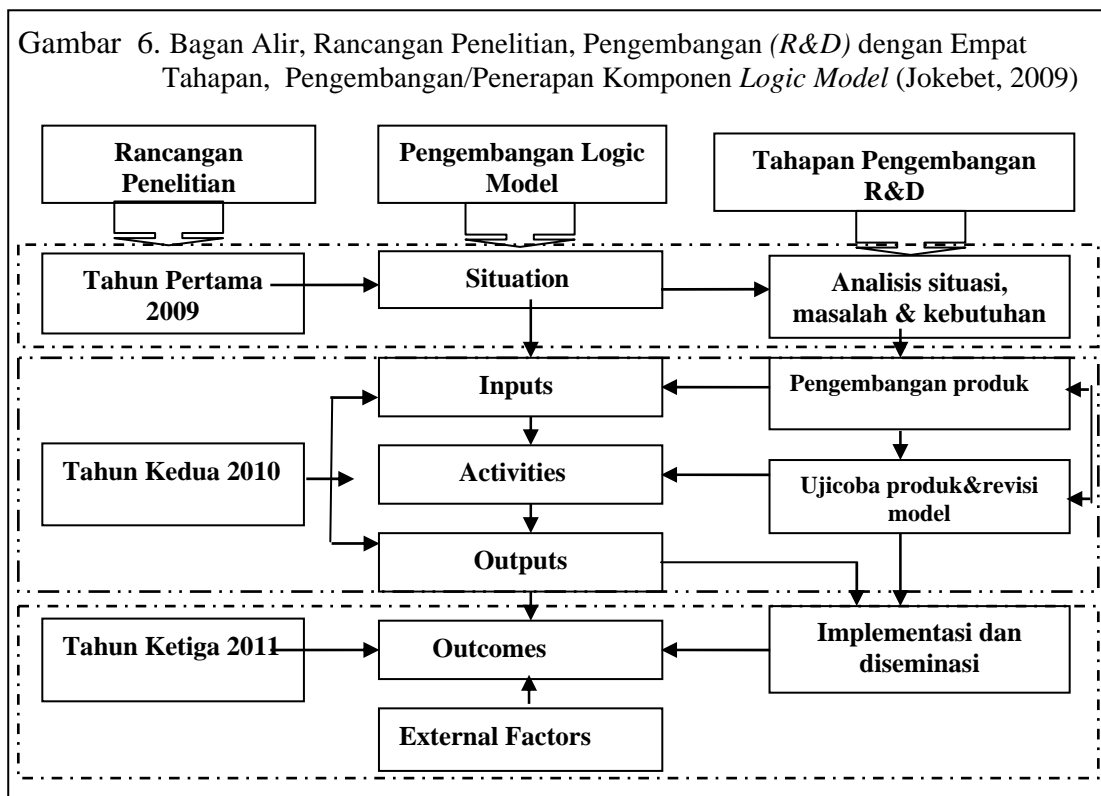 Gambar 6. Bagan Alir, Rancangan Penelitian, Pengembangan (R&D) dengan Empat
Tahapan, Pengembangan/Penerapan Komponen Logic Model (Jokebet, 2009)
Rancangan
Penelitian
Pengembangan Logic
Model
Tahapan Pengembangan
R&D
Tahun Pertama
2009
Situation
Analisis situasi,
masalah & kebutuhan
Inputs
Pengembangan produk
Tahun Kedua 2010
Activities
Ujicoba produk&revisi
model
Outputs
Tahun Ketiga 2011
Outcomes
Implementasi dan
diseminasi
External Factors